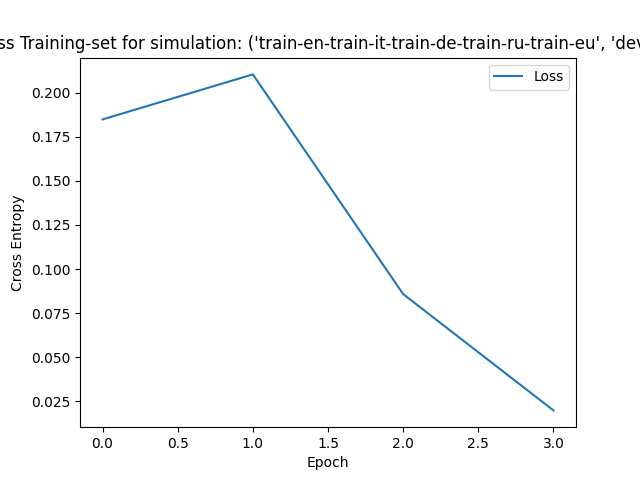 ss Training-set for simulation: ('train-en-train-it-train-de-train-ru-train-eu', 'dev
Loss
0.200
0.175
0.150
0.125
0.100
0.075
0.050
0.025
Cross Entropy
0.0 0.5 1.0 1.5 2.0 2.5 3.0
Epoch